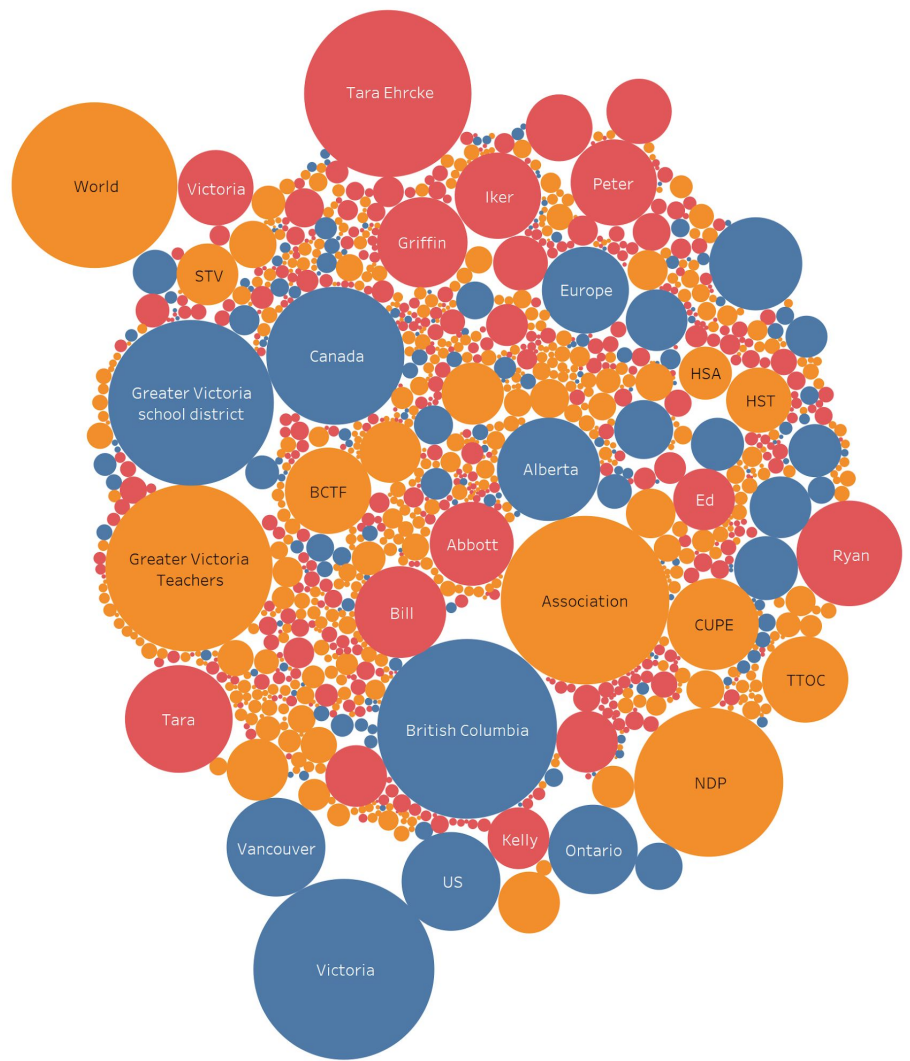 Tara Ehrcke
World
Victoria
Iker
Peter
Griffin
STV
Europe
Canada
Greater Victoria
school district
HSA
HST
Alberta
BCTF
Ed
Abbott
Ryan
Greater Victoria
Teachers
Association
Bill
CUPE
TTOC
Tara
British Columbia
NDP
Kelly
Vancouver
Ontario
US
Victoria